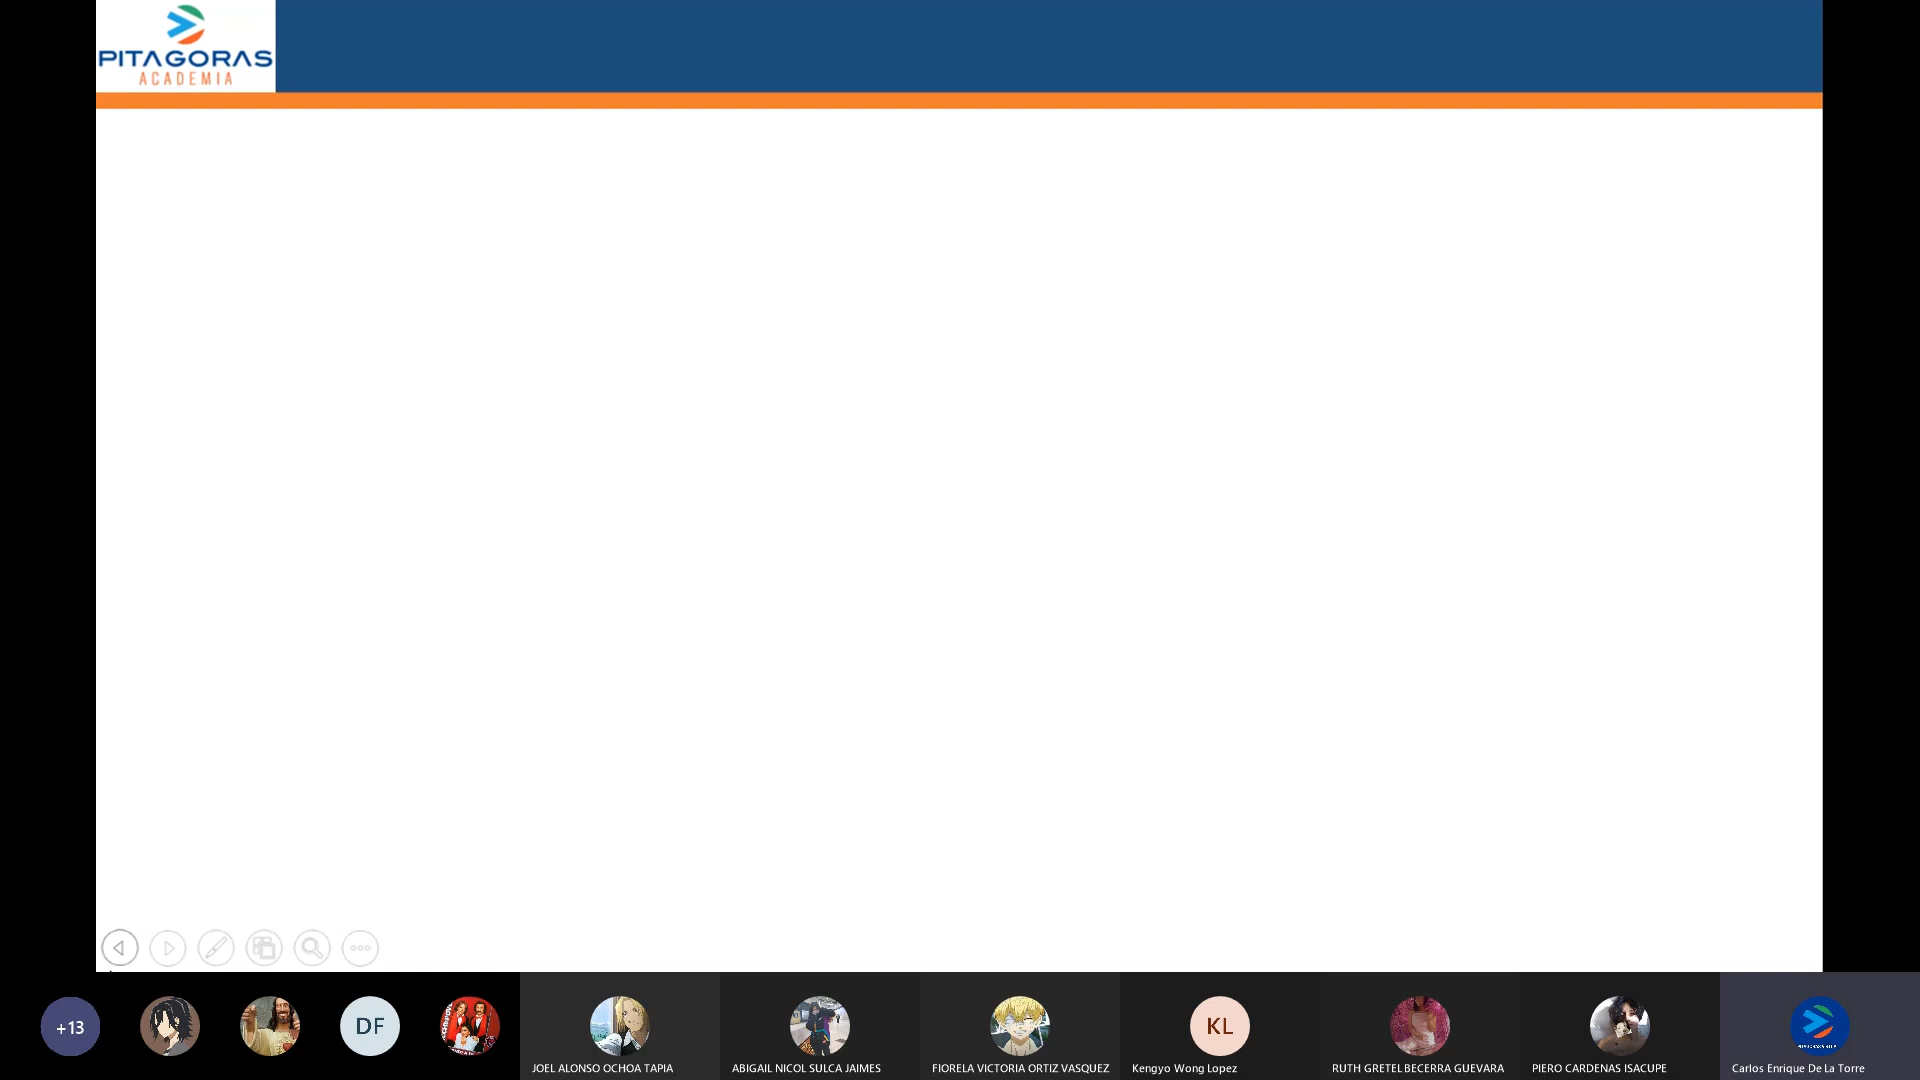 PITAGORAS
ACADEMIA
+13
DF
KL
JOEL ALONSO OCHOA TAPIA
ABIGAIL NICOL SULCA JAIMES
FIORELA VICTORIA ORTIZ VASQUEZ
Kengyo Wong Lopez
RUTH GRETEL BECERRA GUEVARA
PIERO CARDENAS ISACUPE
Carlos Enrique De La Torre